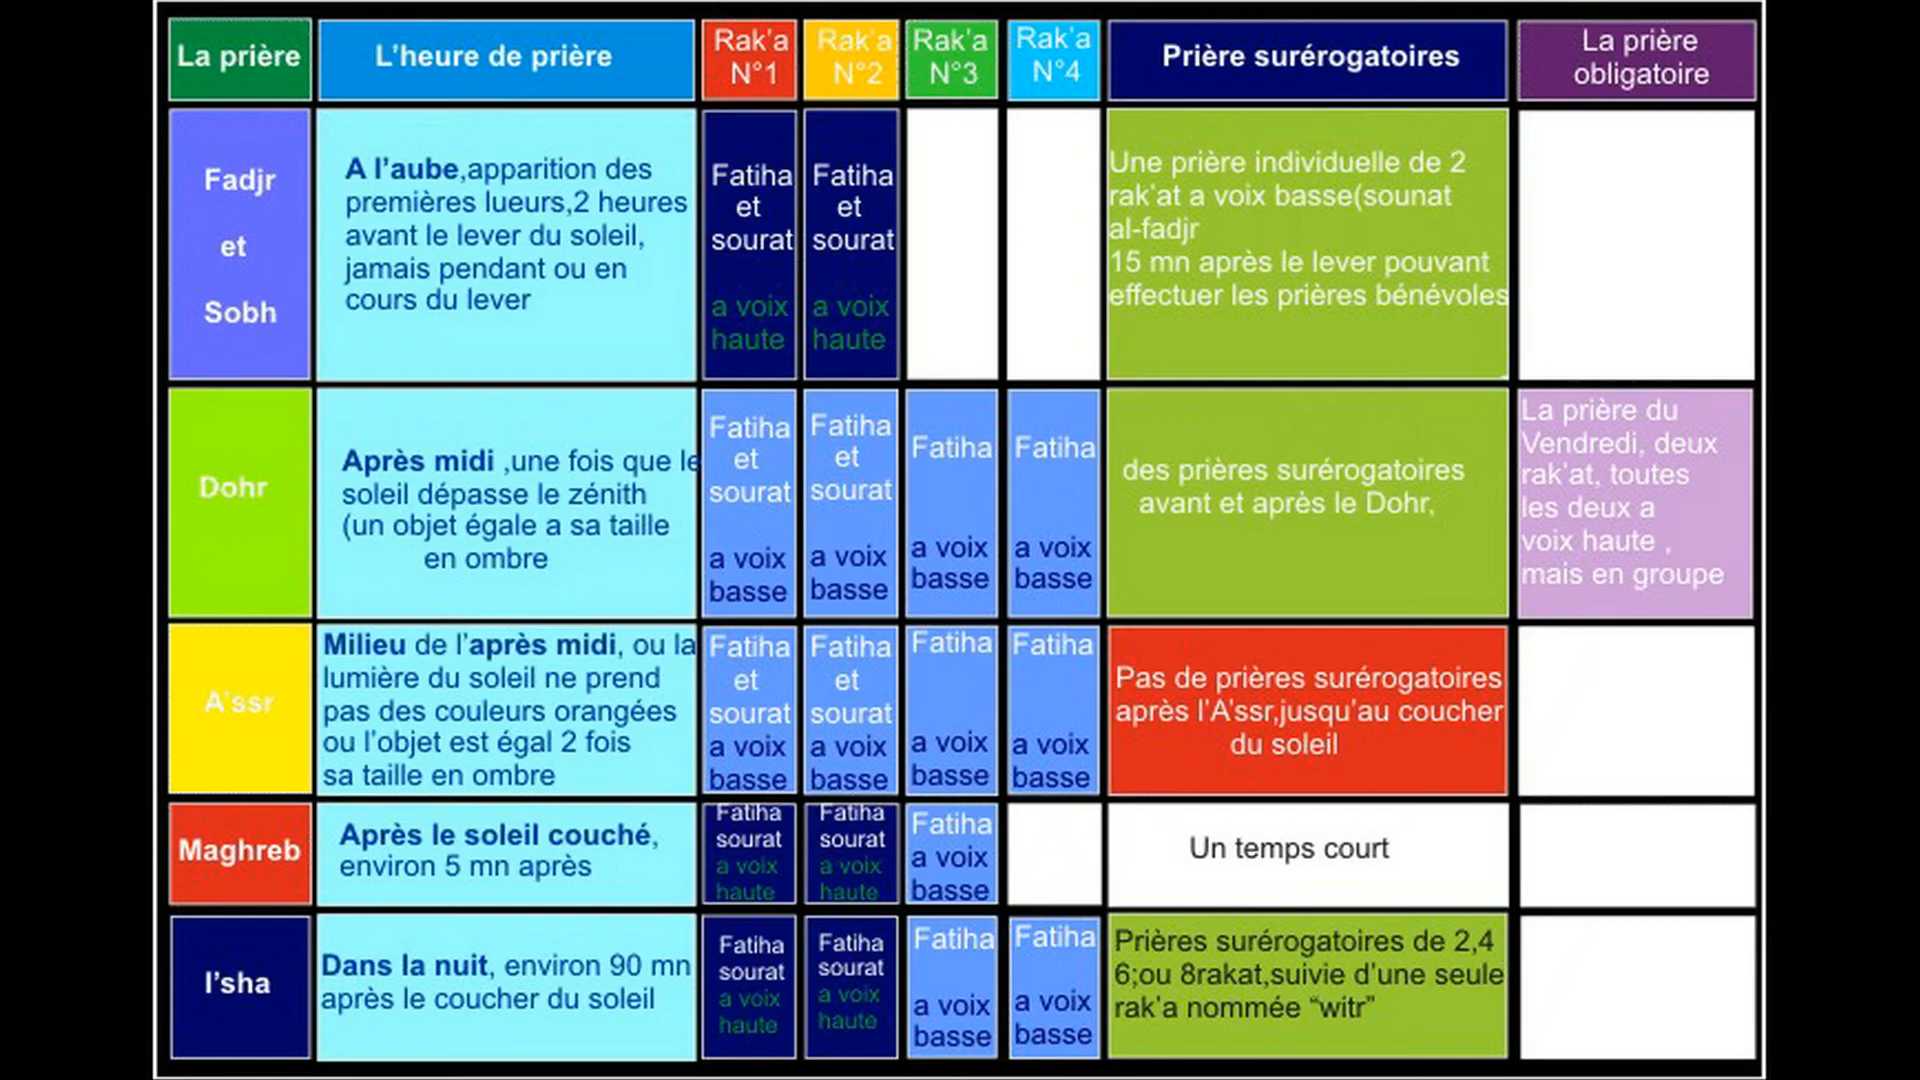 La prière
L'heure de prière
Rak'a
N°1
Rak'a
N°2
Rak'a
N°3
Rak'a
N°4
Prière surérogatoires
La prière
obligatoire
Fadjr
et
Sobh
A l'aube,apparition des
premières lueurs,2 heures
avant le lever du soleil,
jamais pendant ou en
cours du lever
Fatiha
et
sourat
a voix
haute
Fatiha
et
sourat
a voix
haute
Une prière individuelle de 2
rak'at a voix basse(sounat
al-fadjr
15 mn après le lever pouvant
effectuer les prières bénévoles
Dohr
Après midi ,une fois que le
soleil dépasse le zénith
(un objet égale a sa taille
en ombre
Fatiha
et
sourat
a voix
basse
Fatiha
et
sourat
a voix
basse
Fatiha
a voix
basse
Fatiha
a voix
basse
des prières surérogatoires
avant et après le Dohr,
La prière du
Vendredi, deux
rak'at, toutes
les deux a
voix haute ,
mais en groupe
A'ssr
Milieu de l'après midi, ou la
lumière du soleil ne prend
pas des couleurs orangées
ou l'objet est égal 2 fois
sa taille en ombre
Fatiha
et
sourat
a voix
basse
Fatiha
et
sourat
a voix
basse
Fatiha
a voix
basse
Fatiha
a voix
basse
Pas de prières surérogatoires
après l'A'ssr,jusqu'au coucher
du soleil
Maghreb
Après le soleil couché,
environ 5 mn après
Fatiha
sourat
a voix
haute
Fatiha
sourat
a voix
haute
Fatiha
a voix
basse
Un temps court
I'sha
Dans la nuit, environ 90 mn
après le coucher du soleil
Fatiha
sourat
a voix
haute
Fatiha
sourat
a voix
haute
Fatiha
a voix
basse
Fatiha
a voix
basse
Prières surérogatoires de 2,4
6;ou 8rakat,suivie d'une seule
rak'a nommée “witr”